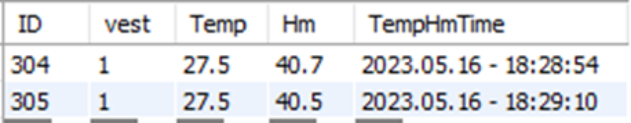 ID vest Temp Hm TempHmTime
304 1 27.5 40.7 2023.05.16 - 18:28:54
305 1 27.5 40.5 2023.05.16 - 18:29:10